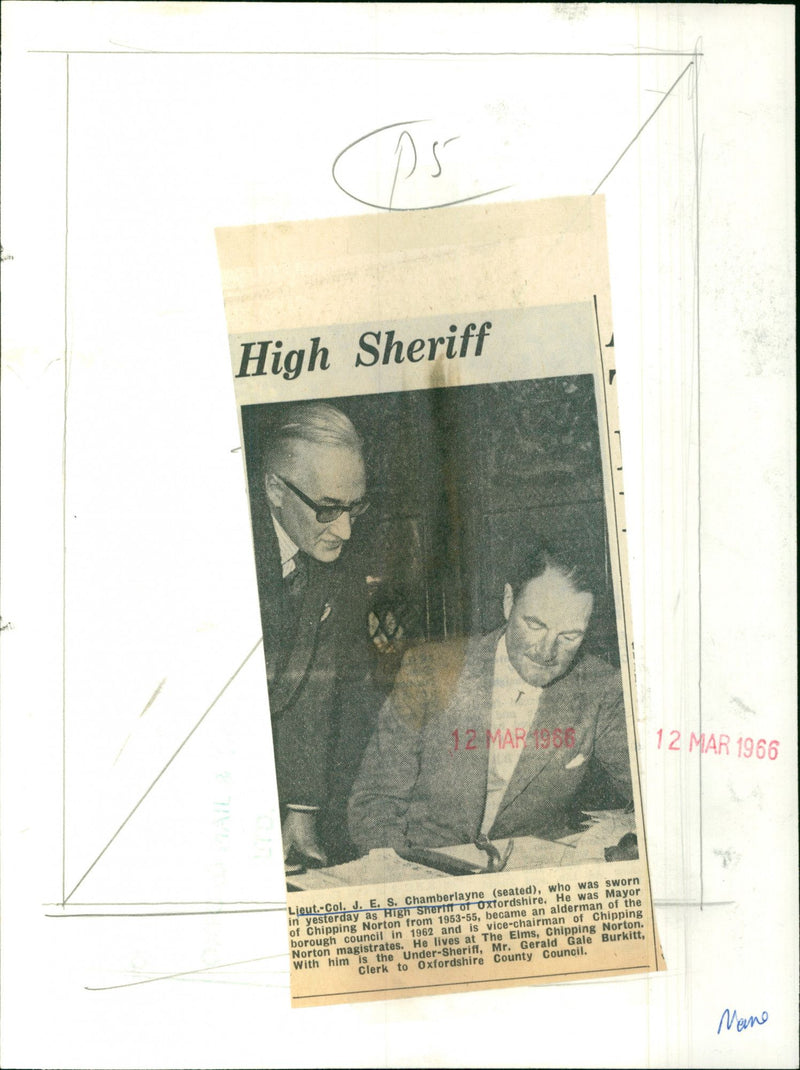 p5
High Sheriff
12 MAR 1966
12 MAR 1966
Lieut.-Col. J. E. S. Chamberlayne (seated), who was sworn
in yesterday as High Sheriff of Oxfordshire. He was Mayor
of Chipping Norton from 1953-55, became an alderman of the
borough council in 1962 and is vice-chairman of Chipping
Norton magistrates. He lives at The Elms, Chipping Norton.
With him is the Under-Sheriff, Mr. Gerald Gale Burkitt,
Clerk to Oxfordshire County Council.